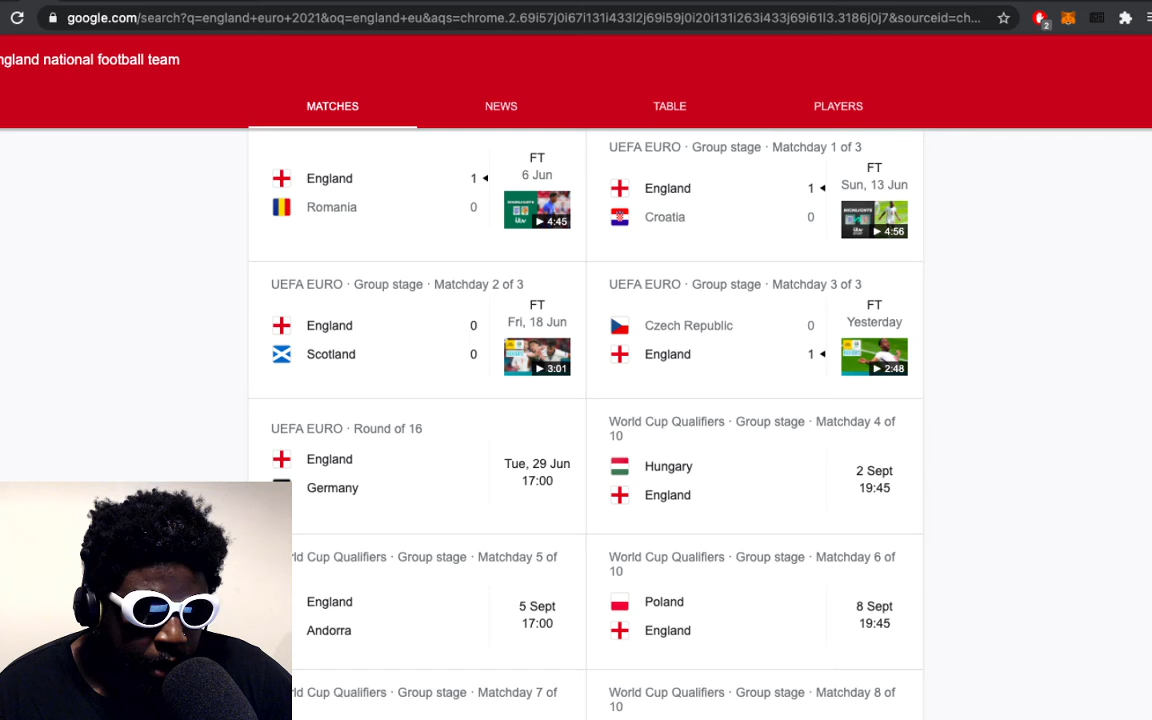 google.com/search?q=england+euro+2021&oq=england+eu&aqs=chrome.2.69i57j0i67i131i433l2j69i59j0i20i131i263i433j69i61l3.3186j0j7&sourceid=ch...
2
ngland national football team
MATCHES NEWS TABLE PLAYERS
England 1
Romania 0
FT
6 Jun
4:45
UEFA EURO · Group stage · Matchday 1 of 3
England 1
Croatia 0
FT
Sun, 13 Jun
4:56
UEFA EURO · Group stage · Matchday 2 of 3
England 0
Scotland 0
FT
Fri, 18 Jun
3:01
UEFA EURO · Group stage · Matchday 3 of 3
Czech Republic 0
England 1
FT
Yesterday
2:48
UEFA EURO · Round of 16
England
Germany
Tue, 29 Jun
17:00
World Cup Qualifiers · Group stage · Matchday 4 of
10
Hungary
England
2 Sept
19:45
ld Cup Qualifiers · Group stage · Matchday 5 of
England
Andorra
5 Sept
17:00
World Cup Qualifiers · Group stage · Matchday 6 of
10
Poland
England
8 Sept
19:45
ld Cup Qualifiers · Group stage · Matchday 7 of
World Cup Qualifiers · Group stage · Matchday 8 of
10